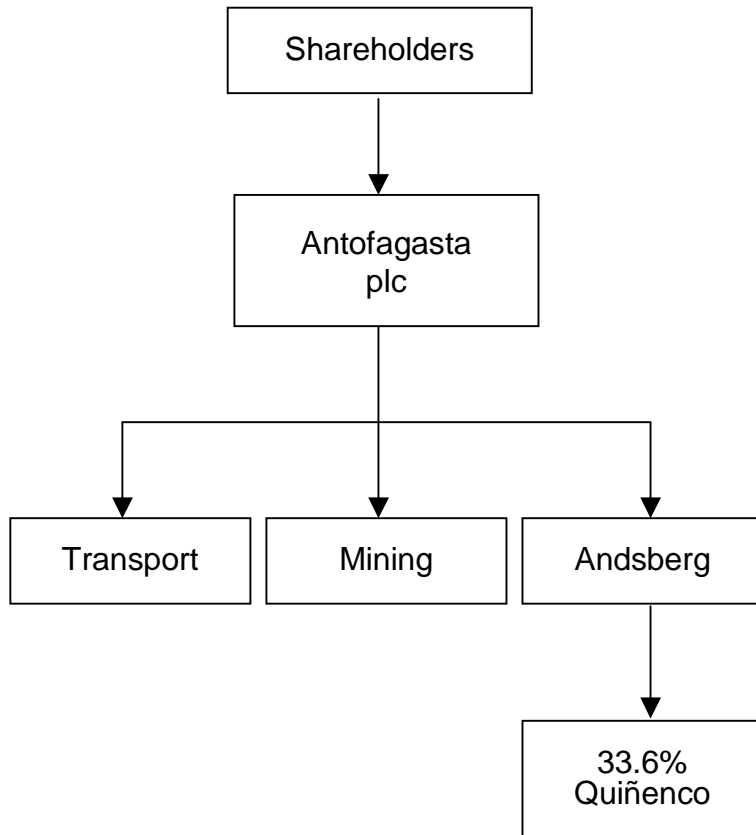 Shareholders
Antofagasta
plc
Transport
Mining
Andsberg
33.6%
Quiñenco